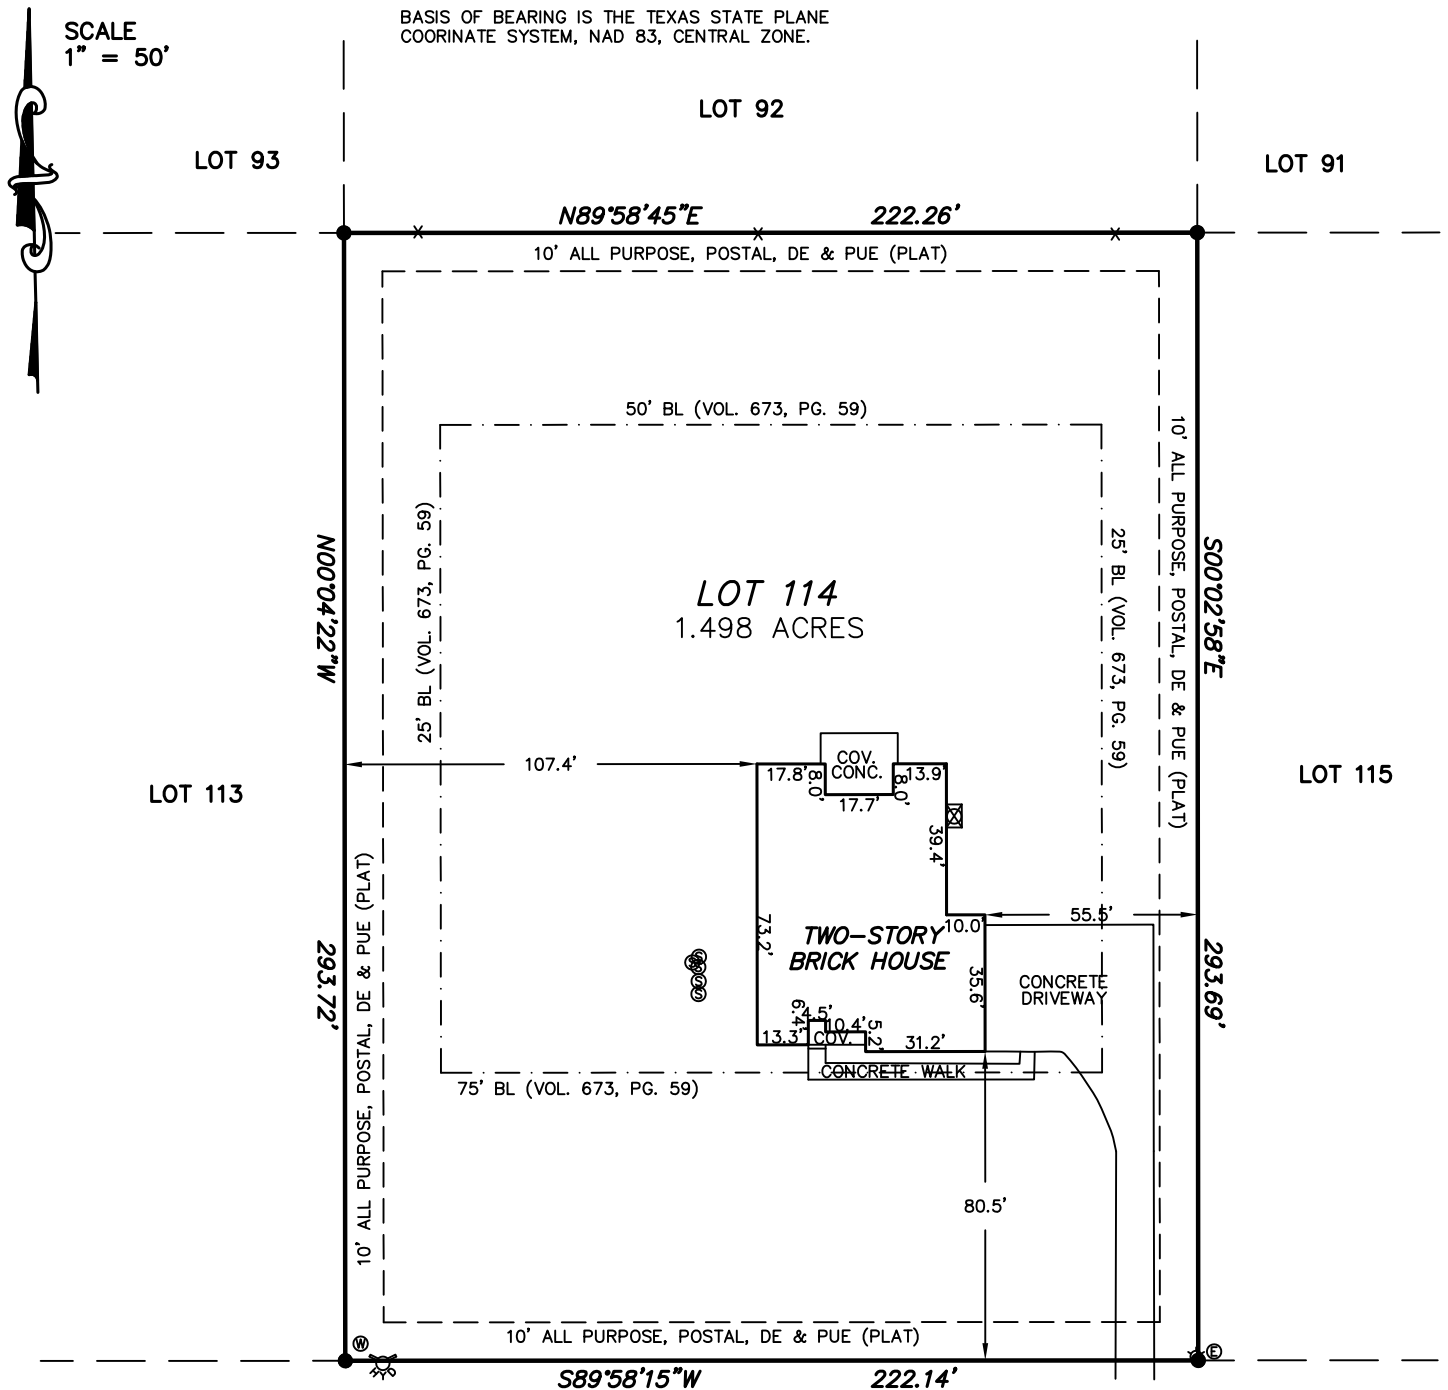 SCALE
1" = 50'
BASIS OF BEARING IS THE TEXAS STATE PLANE
COORINATE SYSTEM, NAD 83, CENTRAL ZONE.
LOT 92
LOT 93
LOT 91
N89°58'45"E 222.26'
10' ALL PURPOSE, POSTAL, DE & PUE (PLAT)
50' BL (VOL. 673, PG. 59)
10' ALL PURPOSE, POSTAL, DE & PUE (PLAT)
25' BL (VOL. 673, PG. 59)
25' BL (VOL. 673, PG. 59)
N00°04'22"W
293.72'
S00°02'58"E
293.69'
LOT 114
1.498 ACRES
LOT 113
LOT 115
107.4'
COV.
CONC.
17.8'
8.0'
17.7'
8.0'
13.9'
39.4'
10.0'
55.5'
73.2'
TWO-STORY
BRICK HOUSE
35.6'
CONCRETE
DRIVEWAY
S
S
S
S
S
6.4'
4.5'
10.4'
5.2'
13.3'
COV.
31.2'
CONCRETE WALK
75' BL (VOL. 673, PG. 59)
10' ALL PURPOSE, POSTAL, DE & PUE (PLAT)
80.5'
10' ALL PURPOSE, POSTAL, DE & PUE (PLAT)
W
HYD
E
S89°58'15"W 222.14'